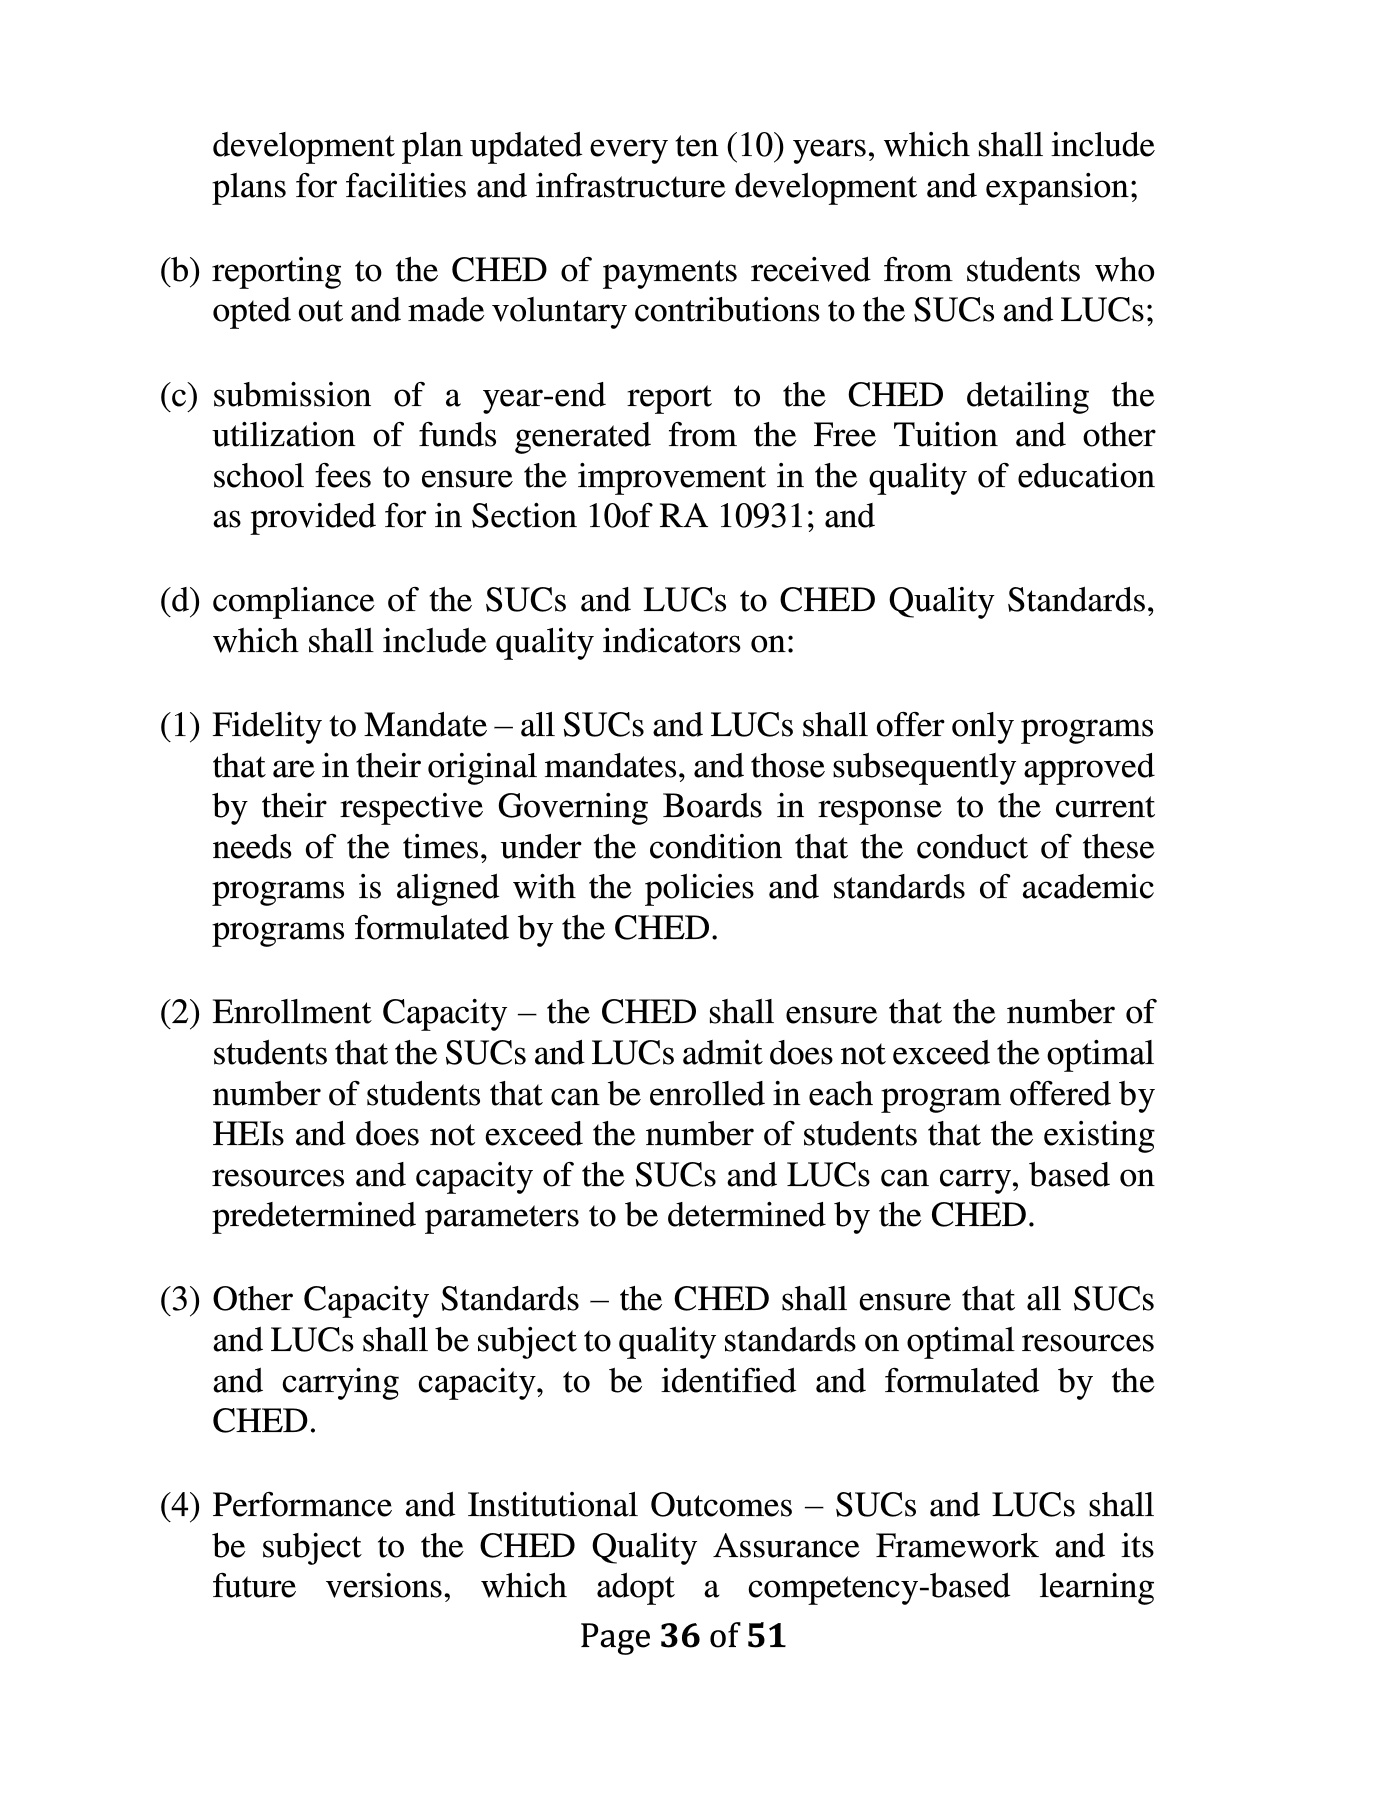 development plan updated every ten (10) years, which shall include
plans for facilities and infrastructure development and expansion;
(b) reporting to the CHED of payments received from students who
opted out and made voluntary contributions to the SUCs and LUCs;
(c) submission of a year-end report to the CHED detailing the
utilization of funds generated from the Free Tuition and other
school fees to ensure the improvement in the quality of education
as provided for in Section 10of RA 10931; and
(d) compliance of the SUCs and LUCs to CHED Quality Standards,
which shall include quality indicators on:
(1) Fidelity to Mandate – all SUCs and LUCs shall offer only programs
that are in their original mandates, and those subsequently approved
by their respective Governing Boards in response to the current
needs of the times, under the condition that the conduct of these
programs is aligned with the policies and standards of academic
programs formulated by the CHED.
(2) Enrollment Capacity – the CHED shall ensure that the number of
students that the SUCs and LUCs admit does not exceed the optimal
number of students that can be enrolled in each program offered by
HEIs and does not exceed the number of students that the existing
resources and capacity of the SUCs and LUCs can carry, based on
predetermined parameters to be determined by the CHED.
(3) Other Capacity Standards – the CHED shall ensure that all SUCs
and LUCs shall be subject to quality standards on optimal resources
and carrying capacity, to be identified and formulated by the
CHED.
(4) Performance and Institutional Outcomes – SUCs and LUCs shall
be subject to the CHED Quality Assurance Framework and its
future versions, which adopt a competency-based learning
Page 36 of 51